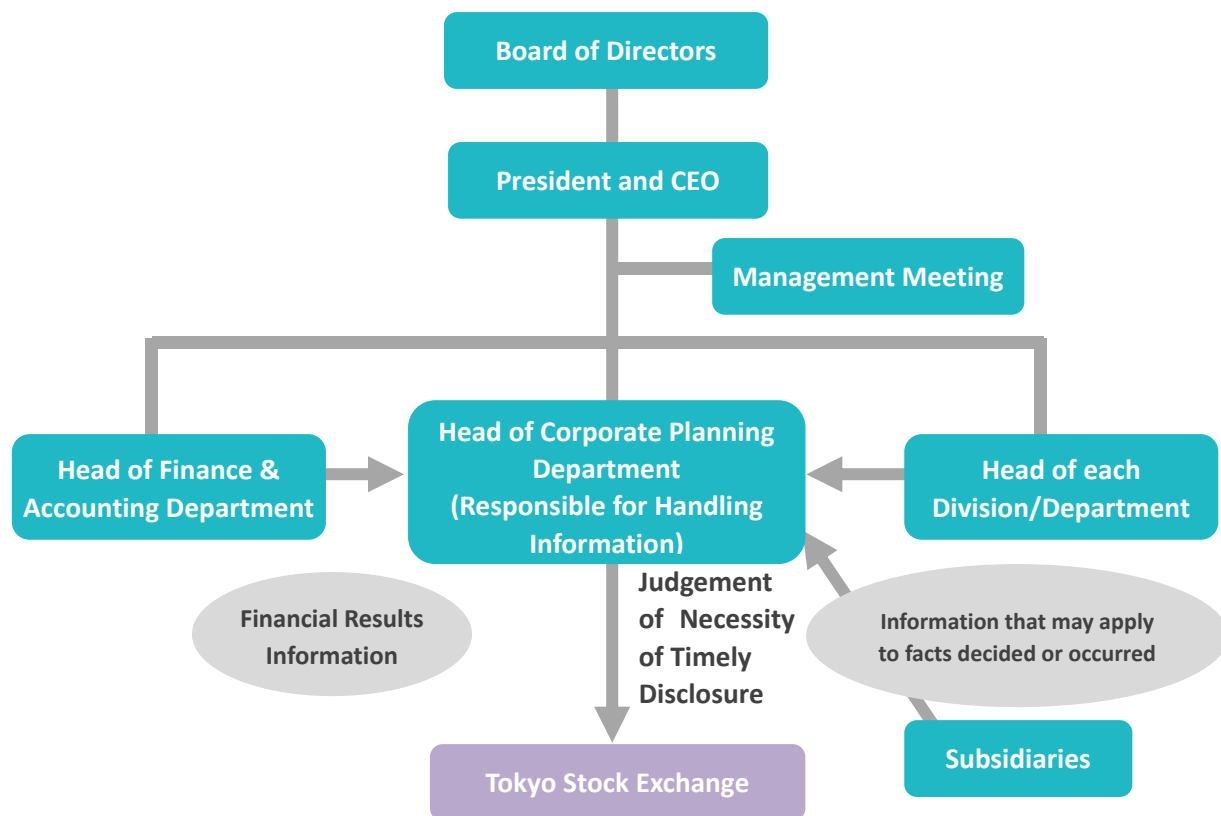 Board of Directors
President and CEO
Management Meeting
Head of Finance &
Accounting Department
Head of Corporate Planning
Department
(Responsible for Handling
Information)
Head of each
Division/Department
Financial Results
Information
Judgement
of Necessity
of Timely
Disclosure
Information that may apply
to facts decided or occurred
Subsidiaries
Tokyo Stock Exchange